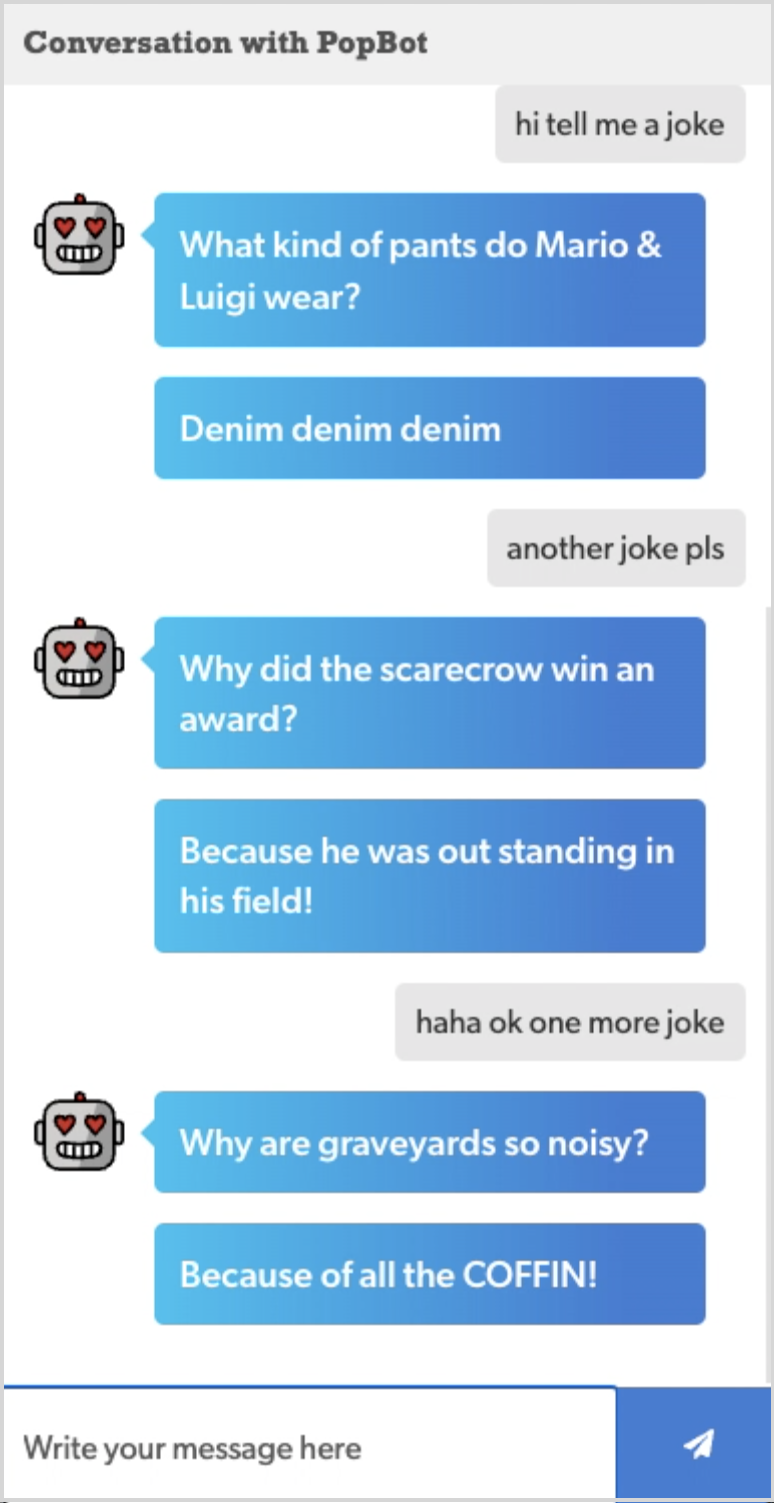 Conversation with PopBot
hi tell me a joke
What kind of pants do Mario &
Luigi wear?
Denim denim denim
another joke pls
Why did the scarecrow win an
award?
Because he was out standing in
his field!
haha ok one more joke
Why are graveyards so noisy?
Because of all the COFFIN!
Write your message here